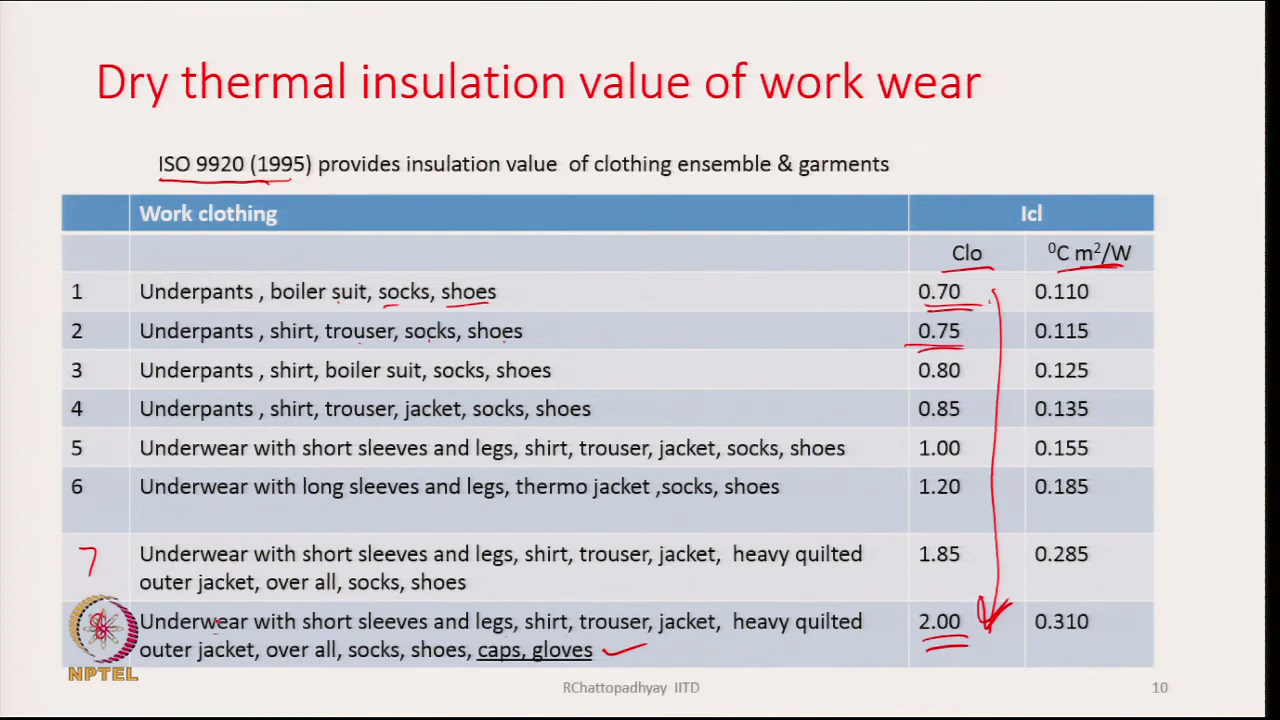 Dry thermal insulation value of work wear
ISO 9920 (1995) provides insulation value of clothing ensemble & garments
Work clothing Icl
Clo ⁰C m²/W
1 Underpants , boiler suit, socks, shoes 0.70 0.110
2 Underpants , shirt, trouser, socks, shoes 0.75 0.115
3 Underpants , shirt, boiler suit, socks, shoes 0.80 0.125
4 Underpants , shirt, trouser, jacket, socks, shoes 0.85 0.135
5 Underwear with short sleeves and legs, shirt, trouser, jacket, socks, shoes 1.00 0.155
6 Underwear with long sleeves and legs, thermo jacket ,socks, shoes 1.20 0.185
7 Underwear with short sleeves and legs, shirt, trouser, jacket, heavy quilted 1.85 0.285
outer jacket, over all, socks, shoes
8 Underwear with short sleeves and legs, shirt, trouser, jacket, heavy quilted 2.00 0.310
outer jacket, over all, socks, shoes, caps, gloves
NPTEL
RChattopadhyay IITD 10